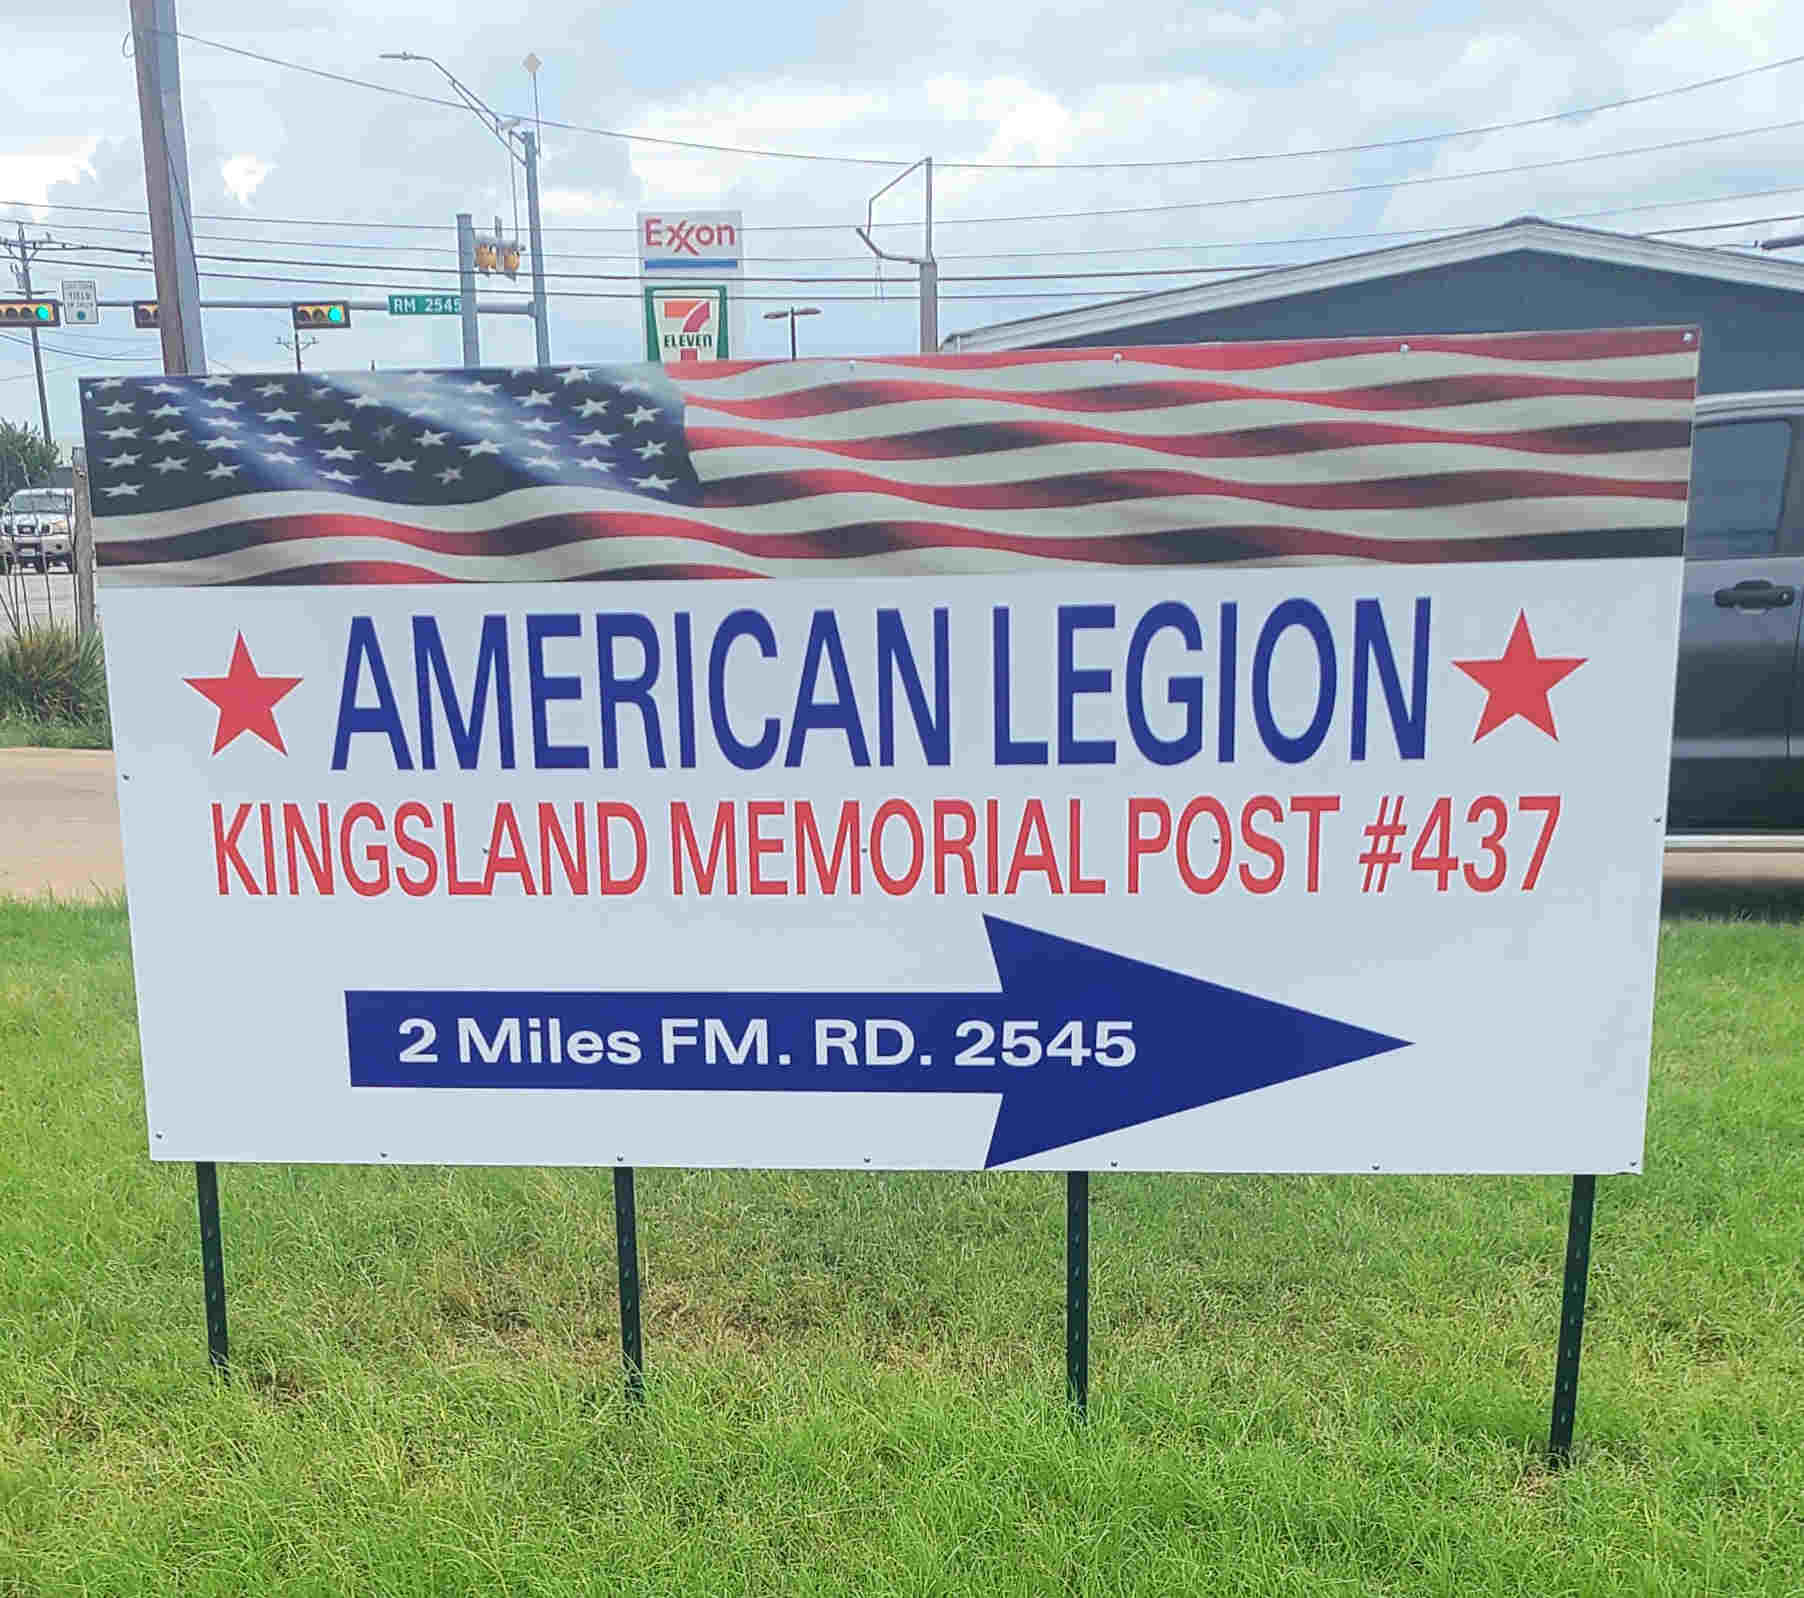 Exxon
7
ELEVEN
RM 2545
AMERICAN LEGION
KINGSLAND MEMORIAL POST #437
2 Miles FM. RD. 2545